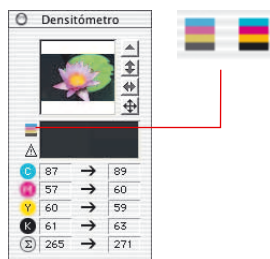 Densitómetro
C 87 → 89
M 57 → 60
Y 60 → 59
K 61 → 63
Σ 265 → 271